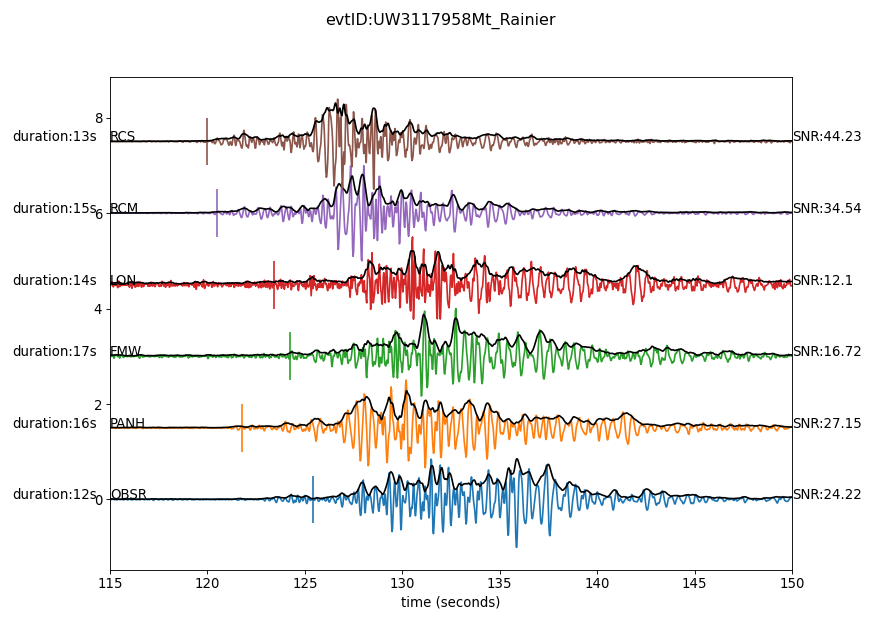 evtID:UW3117958Mt_Rainier
8
duration:13s RCS SNR:44.23
duration:15s RCM SNR:34.54
6
duration:14s LON SNR:12.1
4
duration:17s FMW SNR:16.72
2
duration:16s PANH SNR:27.15
duration:12s OBSR SNR:24.22
0
115 120 125 130 135 140 145 150
time (seconds)